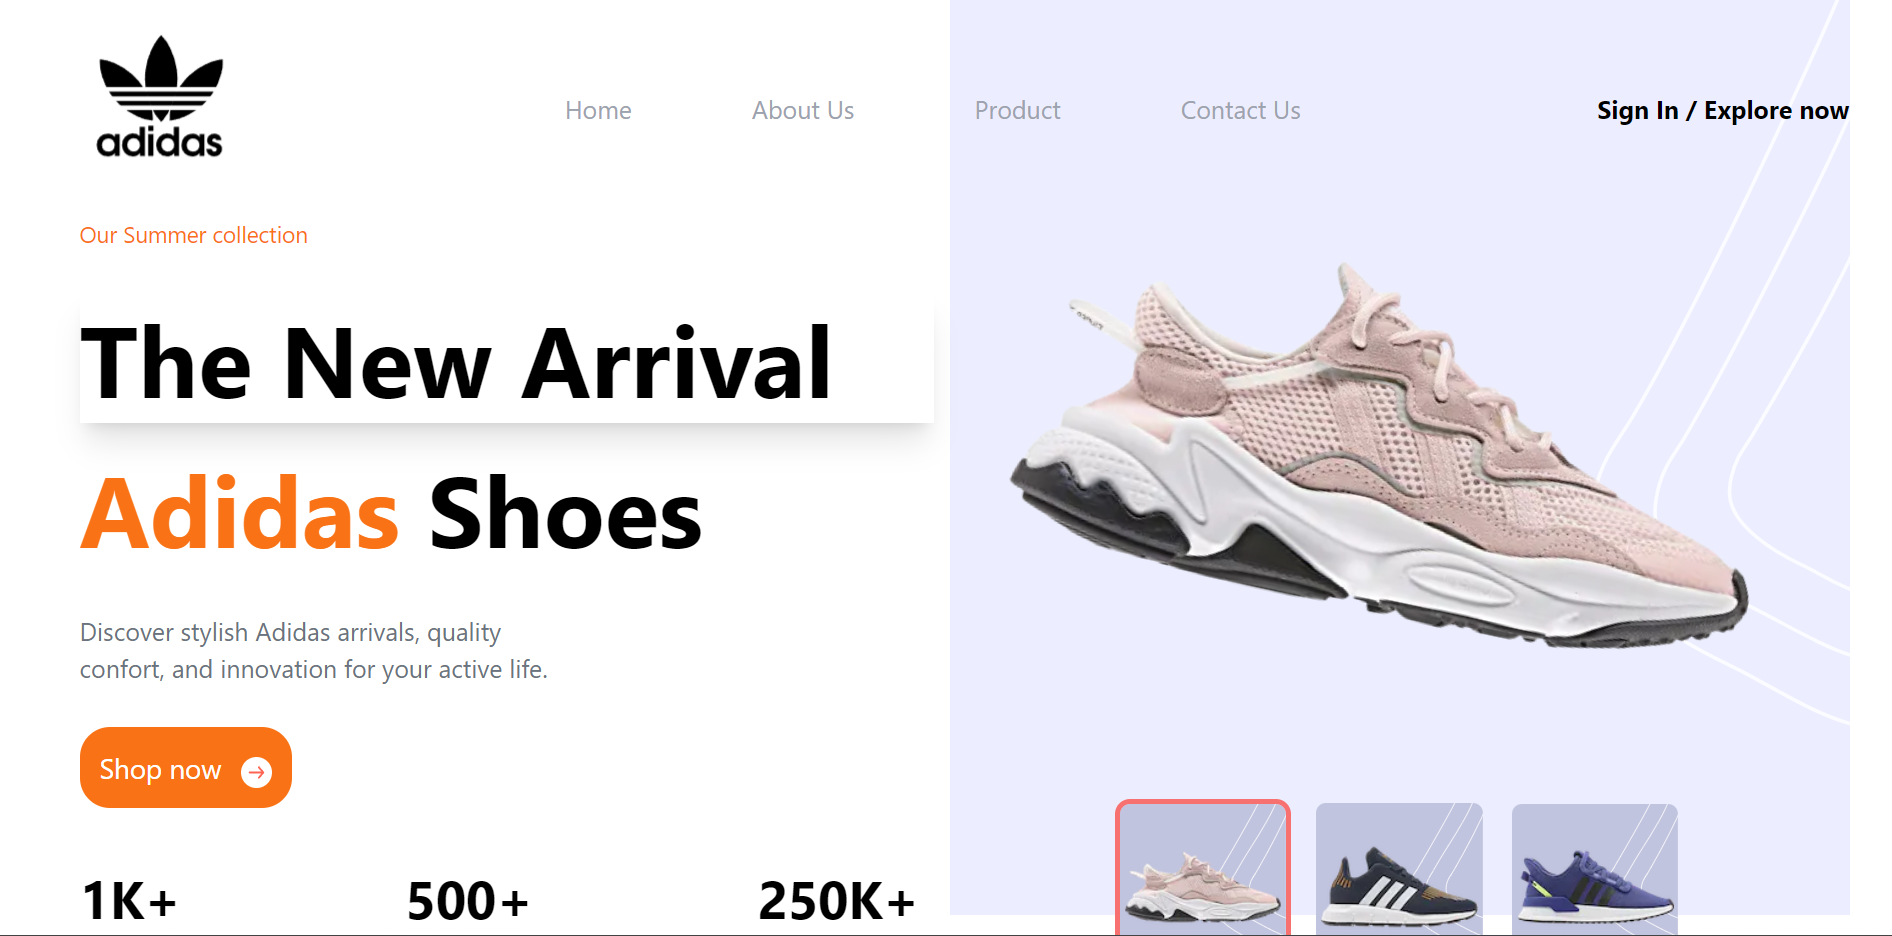 adidas
Home About Us Product Contact Us Sign In / Explore now
Our Summer collection
The New Arrival
Adidas Shoes
Discover stylish Adidas arrivals, quality
confort, and innovation for your active life.
Shop now
1K+ 500+ 250K+